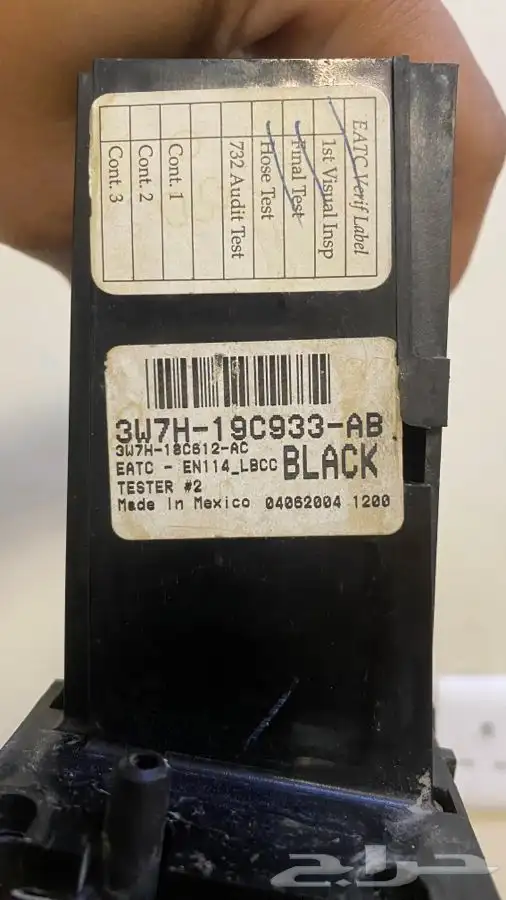 EATC Verif Label
1st Visual Insp
Final Test
Hose Test
732 Audit Test
Cont. 1
Cont. 2
Cont. 3
3W7H-19C933-AB
3W7H-18C612-AC
EATC - EN114_LBCC BLACK
TESTER #2
Made In Mexico 04062004 1200
حراج